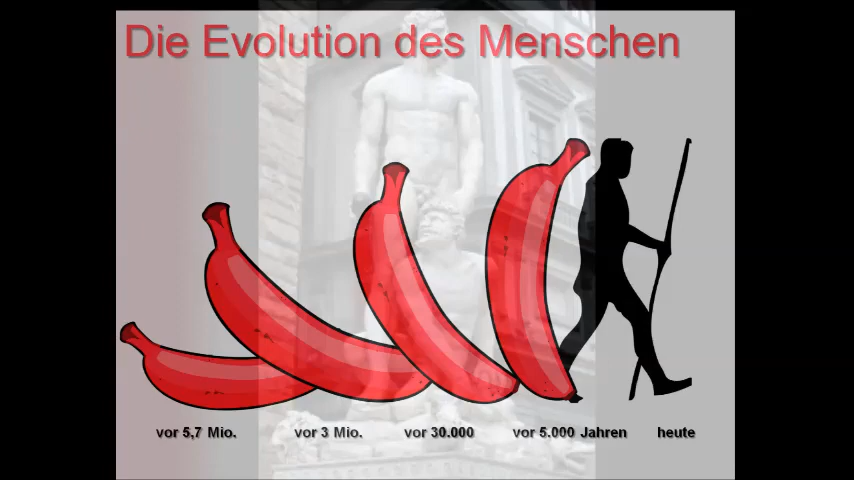 Die Evolution des Menschen
vor 5,7 Mio. vor 3 Mio. vor 30.000 vor 5.000 Jahren heute